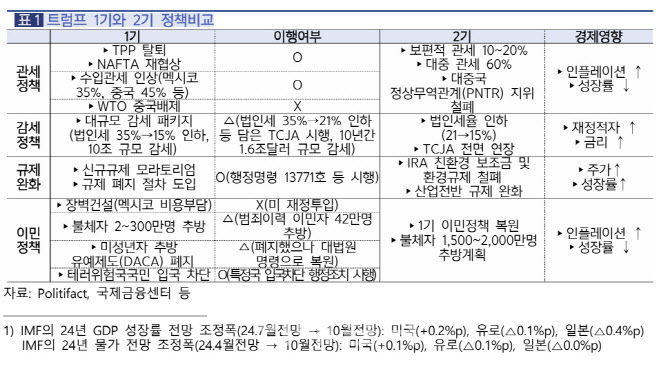 표1 트럼프 1기와 2기 정책비교
1기 이행여부 2기 경제영향
관세 정책
▸TPP 탈퇴
▸NAFTA 재협상
O
▸수입관세 인상(멕시코
35%, 중국 45% 등)
O
▸WTO 중국배제
X
▸보편적 관세 10~20%
▸대중 관세 60%
▸대중국
정상무역관계(PNTR) 지위
철폐
▸인플레이션 ↑
▸성장률 ↓
감세 정책
▸대규모 감세 패키지
(법인세 35%→15% 인하,
10조 규모 감세)
△(법인세 35%→21% 인하
등 담은 TCJA 시행, 10년간
1.6조달러 규모 감세)
▸법인세율 인하
(21→15%)
▸TCJA 전면 연장
▸재정적자 ↑
▸금리 ↑
규제 완화
▸신규규제 모라토리엄
▸규제 폐지 절차 도입
O(행정명령 13771호 등 시행)
▸IRA 친환경 보조금 및
환경규제 철폐
▸산업전반 규제 완화
▸주가↑
▸성장률↑
이민 정책
▸장벽건설(멕시코 비용부담)
X(미 재정투입)
▸불체자 2~300만명 추방
△(범죄이력 이민자 42만명
추방)
▸미성년자 추방
유예제도(DACA) 폐지
△(폐지했으나 대법원
명령으로 복원)
▸테러위험국국민 입국 차단
O(특정국 입국차단 행정조치 시행)
▸1기 이민정책 복원
▸불체자 1,500~2,000만명
추방계획
▸인플레이션 ↑
▸성장률 ↓
자료: Politifact, 국제금융센터 등
1) IMF의 24년 GDP 성장률 전망 조정폭(24.7월전망 → 10월전망): 미국(+0.2%p), 유로(△0.1%p), 일본(△0.4%p)
IMF의 24년 물가 전망 조정폭(24.4월전망 → 10월전망): 미국(+0.1%p), 유로(△0.1%p), 일본(△0.0%p)